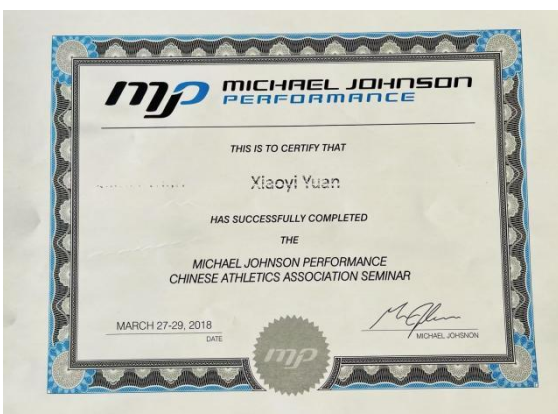 mp MICHAEL JOHNSON
PERFORMANCE
THIS IS TO CERTIFY THAT
Xiaoyi Yuan
HAS SUCCESSFULLY COMPLETED
THE
MICHAEL JOHNSON PERFORMANCE
CHINESE ATHLETICS ASSOCIATION SEMINAR
MARCH 27-29, 2018
DATE
MICHAEL JOHSNON
mp